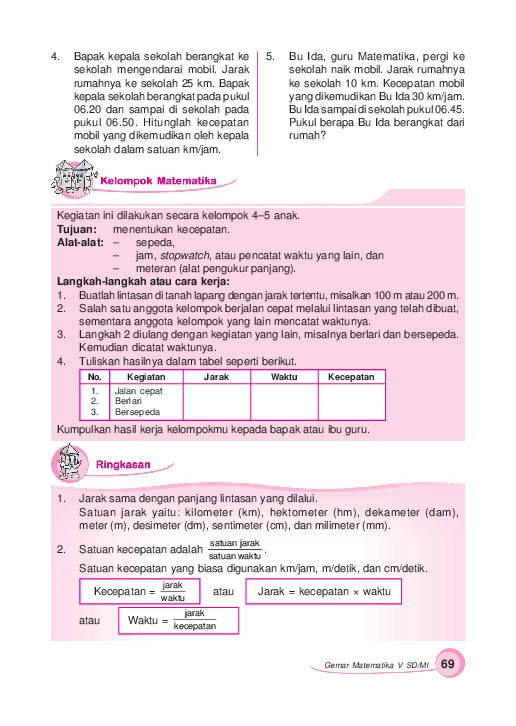 4. Bapak kepala sekolah berangkat ke
sekolah mengendarai mobil. Jarak
rumahnya ke sekolah 25 km. Bapak
kepala sekolah berangkat pada pukul
06.20 dan sampai di sekolah pada
pukul 06.50. Hitunglah kecepatan
mobil yang dikemudikan oleh kepala
sekolah dalam satuan km/jam.
5. Bu Ida, guru Matematika, pergi ke
sekolah naik mobil. Jarak rumahnya
ke sekolah 10 km. Kecepatan mobil
yang dikemudikan Bu Ida 30 km/jam.
Bu Ida sampai di sekolah pukul 06.45.
Pukul berapa Bu Ida berangkat dari
rumah?
Kelompok Matematika
Kegiatan ini dilakukan secara kelompok 4–5 anak.
Tujuan: menentukan kecepatan.
Alat-alat: – sepeda,
– jam, stopwatch, atau pencatat waktu yang lain, dan
– meteran (alat pengukur panjang).
Langkah-langkah atau cara kerja:
1. Buatlah lintasan di tanah lapang dengan jarak tertentu, misalkan 100 m atau 200 m.
2. Salah satu anggota kelompok berjalan cepat melalui lintasan yang telah dibuat,
sementara anggota kelompok yang lain mencatat waktunya.
3. Langkah 2 diulang dengan kegiatan yang lain, misalnya berlari dan bersepeda.
Kemudian dicatat waktunya.
4. Tuliskan hasilnya dalam tabel seperti berikut.
No. Kegiatan Jarak Waktu Kecepatan
1. Jalan cepat
2. Berlari
3. Bersepeda
Kumpulkan hasil kerja kelompokmu kepada bapak atau ibu guru.
Ringkasan
1. Jarak sama dengan panjang lintasan yang dilalui.
Satuan jarak yaitu: kilometer (km), hektometer (hm), dekameter (dam),
meter (m), desimeter (dm), sentimeter (cm), dan milimeter (mm).
2. Satuan kecepatan adalah satuan jarak / satuan waktu.
Satuan kecepatan yang biasa digunakan km/jam, m/detik, dan cm/detik.
Kecepatan = jarak / waktu atau Jarak = kecepatan × waktu
atau Waktu = jarak / kecepatan
Gemar Matematika V SD/MI 69